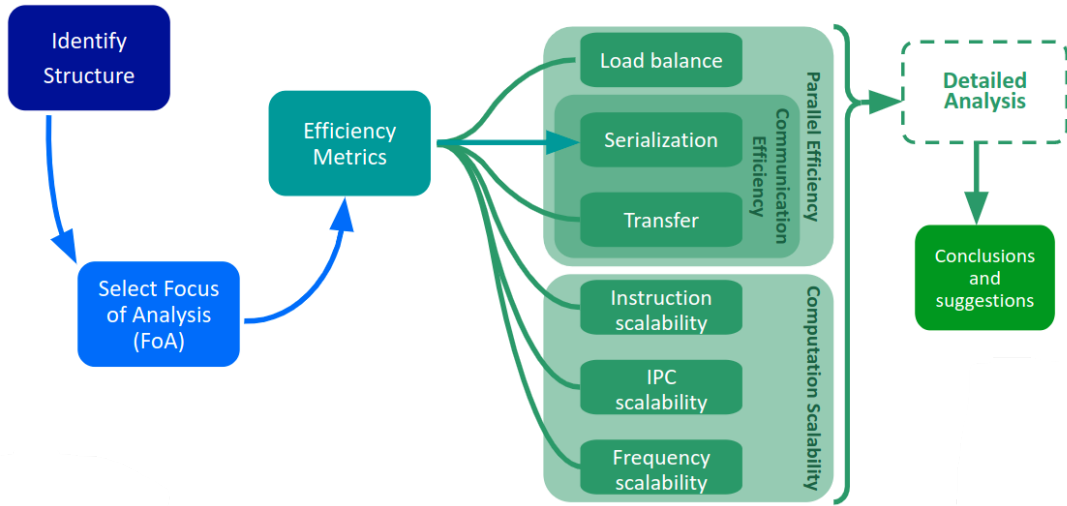 Identify
Structure
Select Focus
of Analysis
(FoA)
Efficiency
Metrics
Load balance
Serialization
Transfer
Communication
Efficiency
Parallel Efficiency
Instruction
scalability
IPC
scalability
Frequency
scalability
Computation Scalability
Detailed
Analysis
Conclusions
and
suggestions